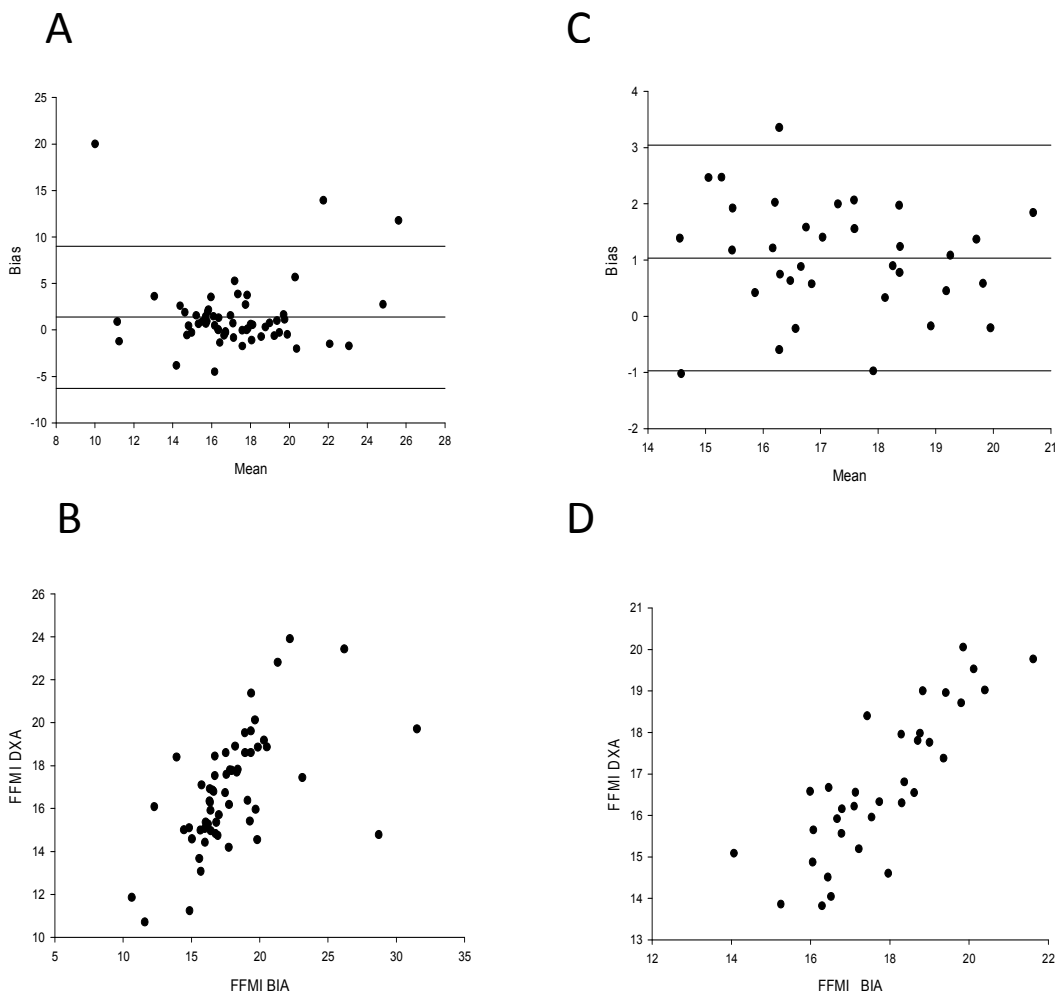 A
C
25
20
15
10
5
0
-5
-10
Bias
8 10 12 14 16 18 20 22 24 26 28
Mean
4
3
2
1
0
-1
-2
Bias
14 15 16 17 18 19 20 21
Mean
B
D
26
24
22
20
18
16
14
12
10
FFMI DXA
5 10 15 20 25 30 35
FFMI BIA
21
20
19
18
17
16
15
14
13
FFMI DXA
12 14 16 18 20 22
FFMI BIA